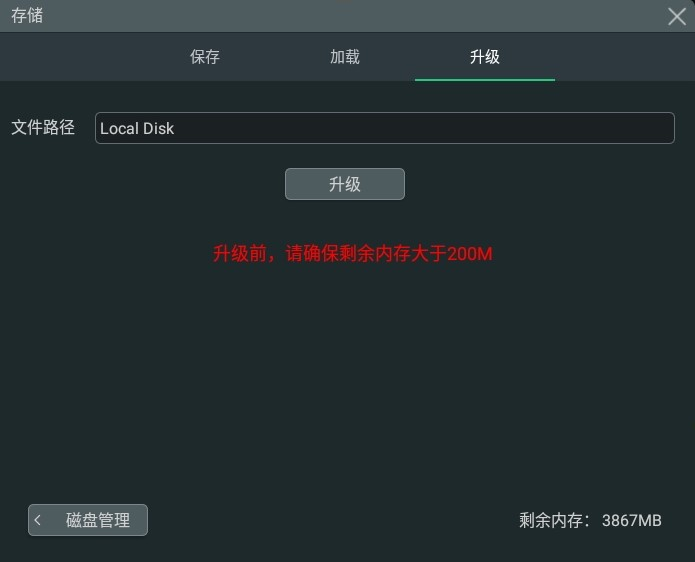 存储
保存 加载 升级
文件路径 Local Disk
升级
升级前，请确保剩余内存大于200M
磁盘管理 剩余内存： 3867MB